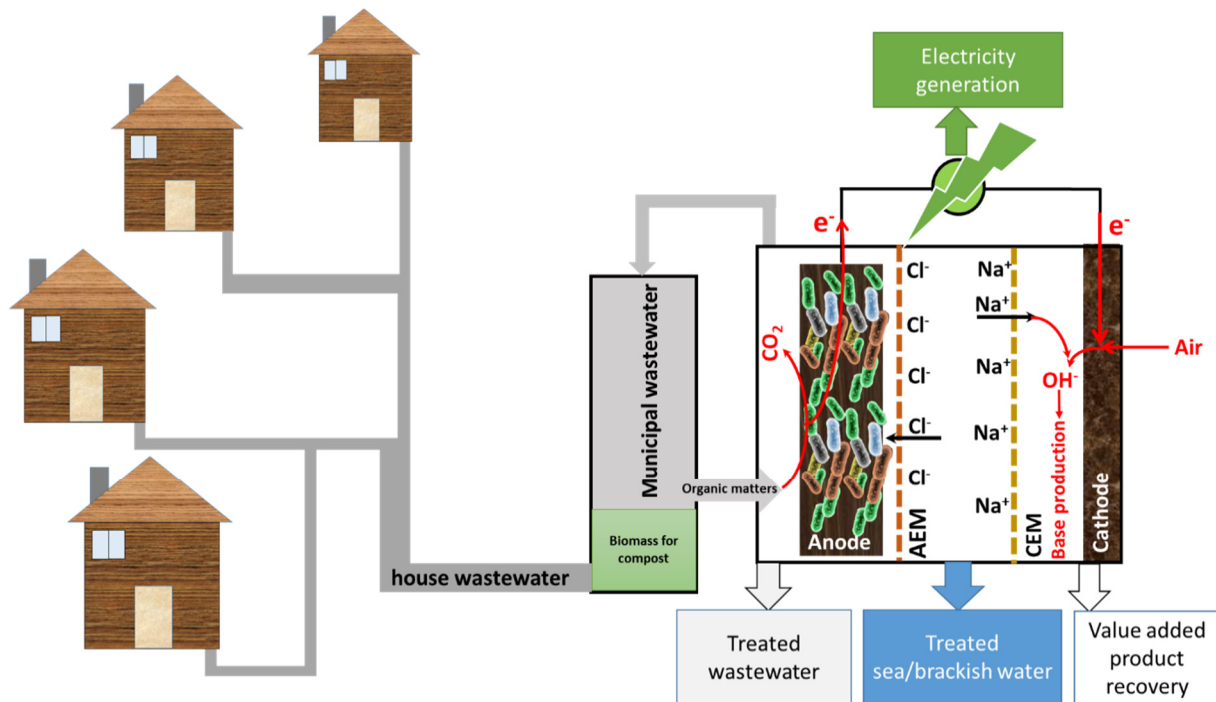 Electricity
generation
e⁻
e⁻
Municipal wastewater
CO₂
Cl⁻
Cl⁻
Cl⁻
Cl⁻
Cl⁻
Na⁺
Na⁺
Na⁺
Na⁺
Na⁺
Air
OH⁻
Base production
Organic matters
Anode
AEM
CEM
Cathode
Biomass for
compost
house wastewater
Treated
wastewater
Treated
sea/brackish water
Value added
product
recovery